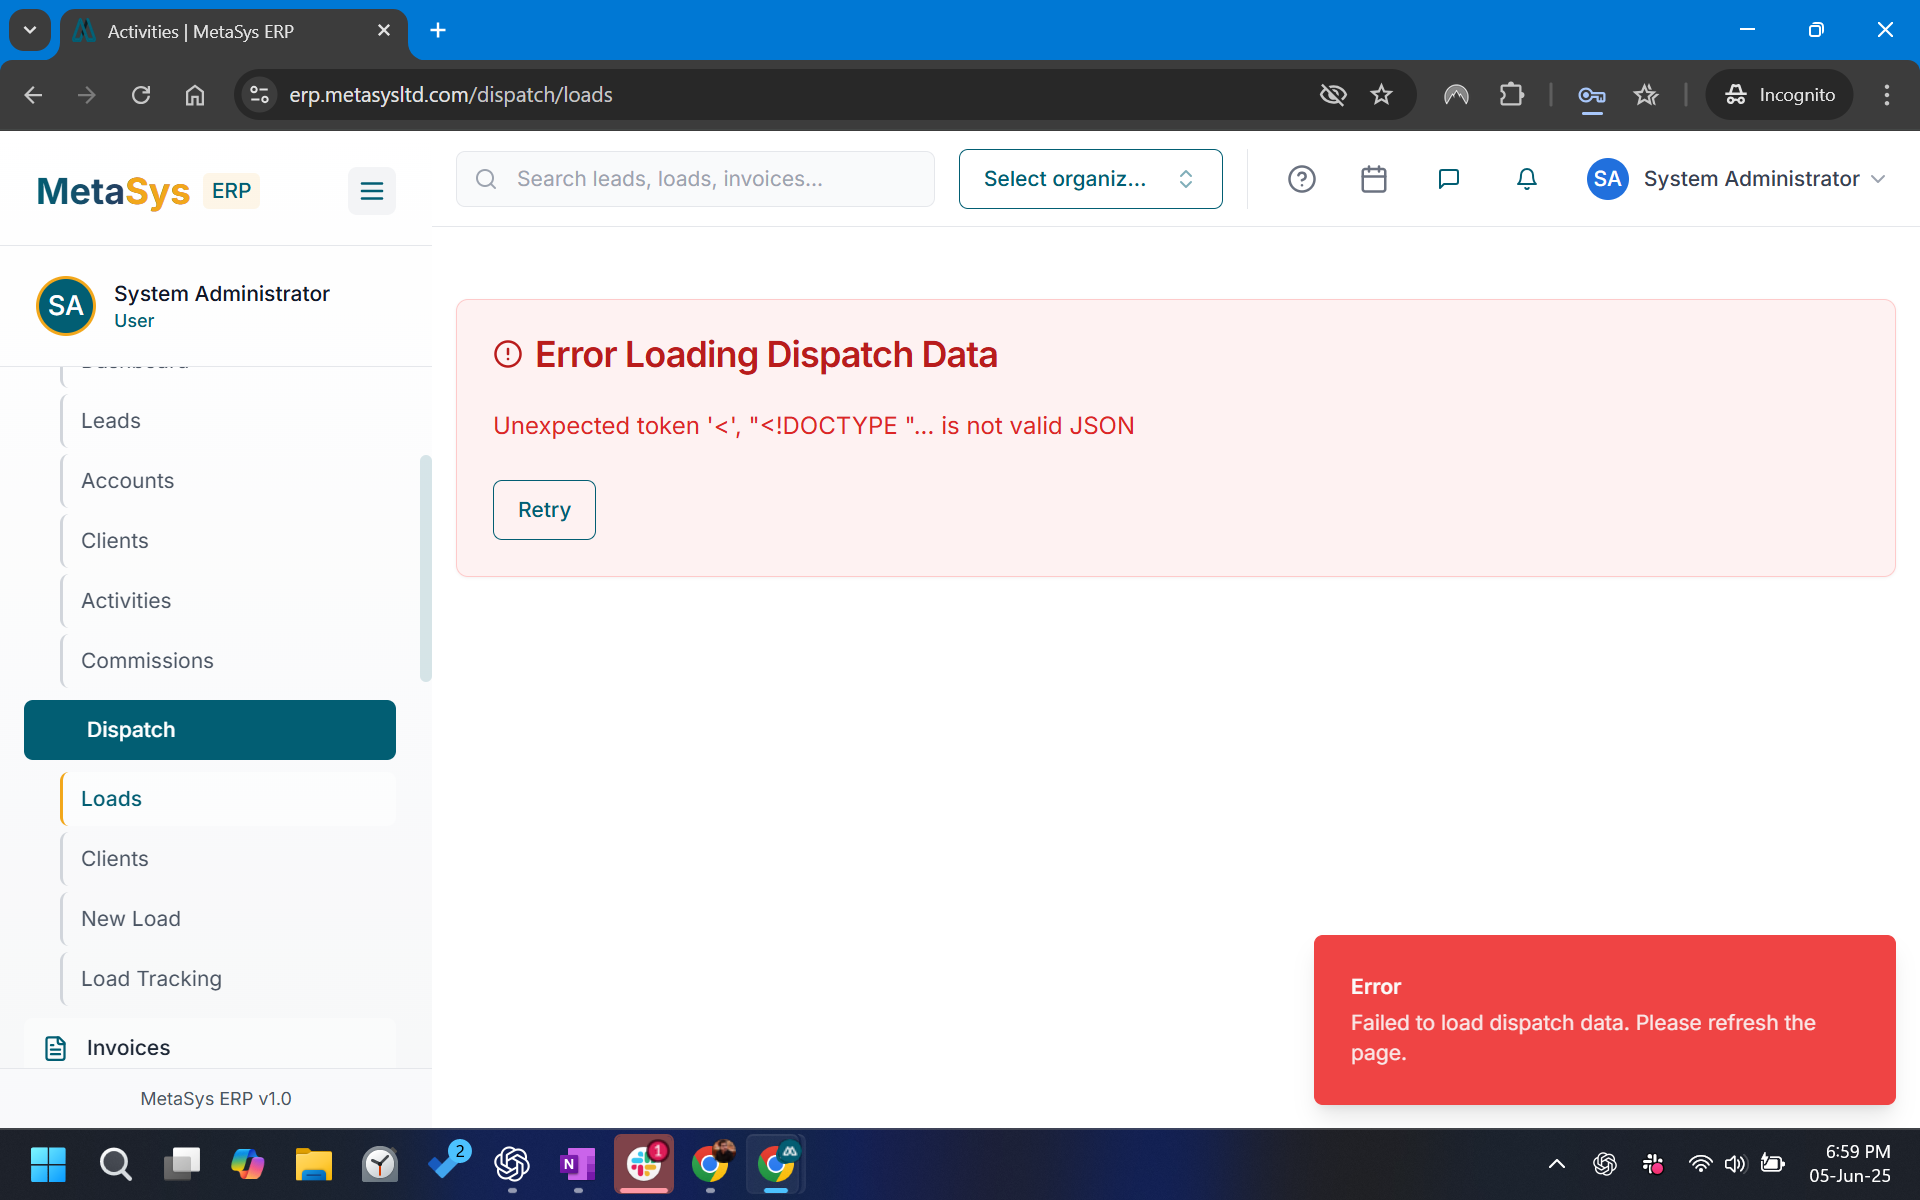 Activities | MetaSys ERP
erp.metasysltd.com/dispatch/loads
Incognito
MetaSys ERP
Search leads, loads, invoices...
Select organiz...
SA
System Administrator
SA
System Administrator
User
Leads
Accounts
Clients
Activities
Commissions
Dispatch
Loads
Clients
New Load
Load Tracking
Invoices
MetaSys ERP v1.0
Error Loading Dispatch Data
Unexpected token '<', "<!DOCTYPE "... is not valid JSON
Retry
Error
Failed to load dispatch data. Please refresh the
page.
2
N
1
6:59 PM
05-Jun-25